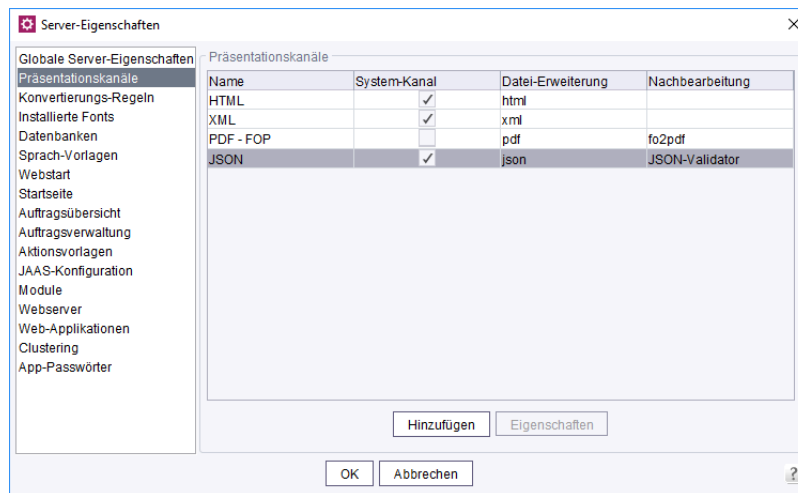 Server-Eigenschaften
Globale Server-Eigenschaften
Präsentationskanäle
Konvertierungs-Regeln
Installierte Fonts
Datenbanken
Sprach-Vorlagen
Webstart
Startseite
Auftragsübersicht
Auftragsverwaltung
Aktionsvorlagen
JAAS-Konfiguration
Module
Webserver
Web-Applikationen
Clustering
App-Passwörter
Präsentationskanäle
Name System-Kanal Datei-Erweiterung Nachbearbeitung
HTML html
XML xml
PDF - FOP pdf fo2pdf
JSON json JSON-Validator
Hinzufügen Eigenschaften
OK Abbrechen ?